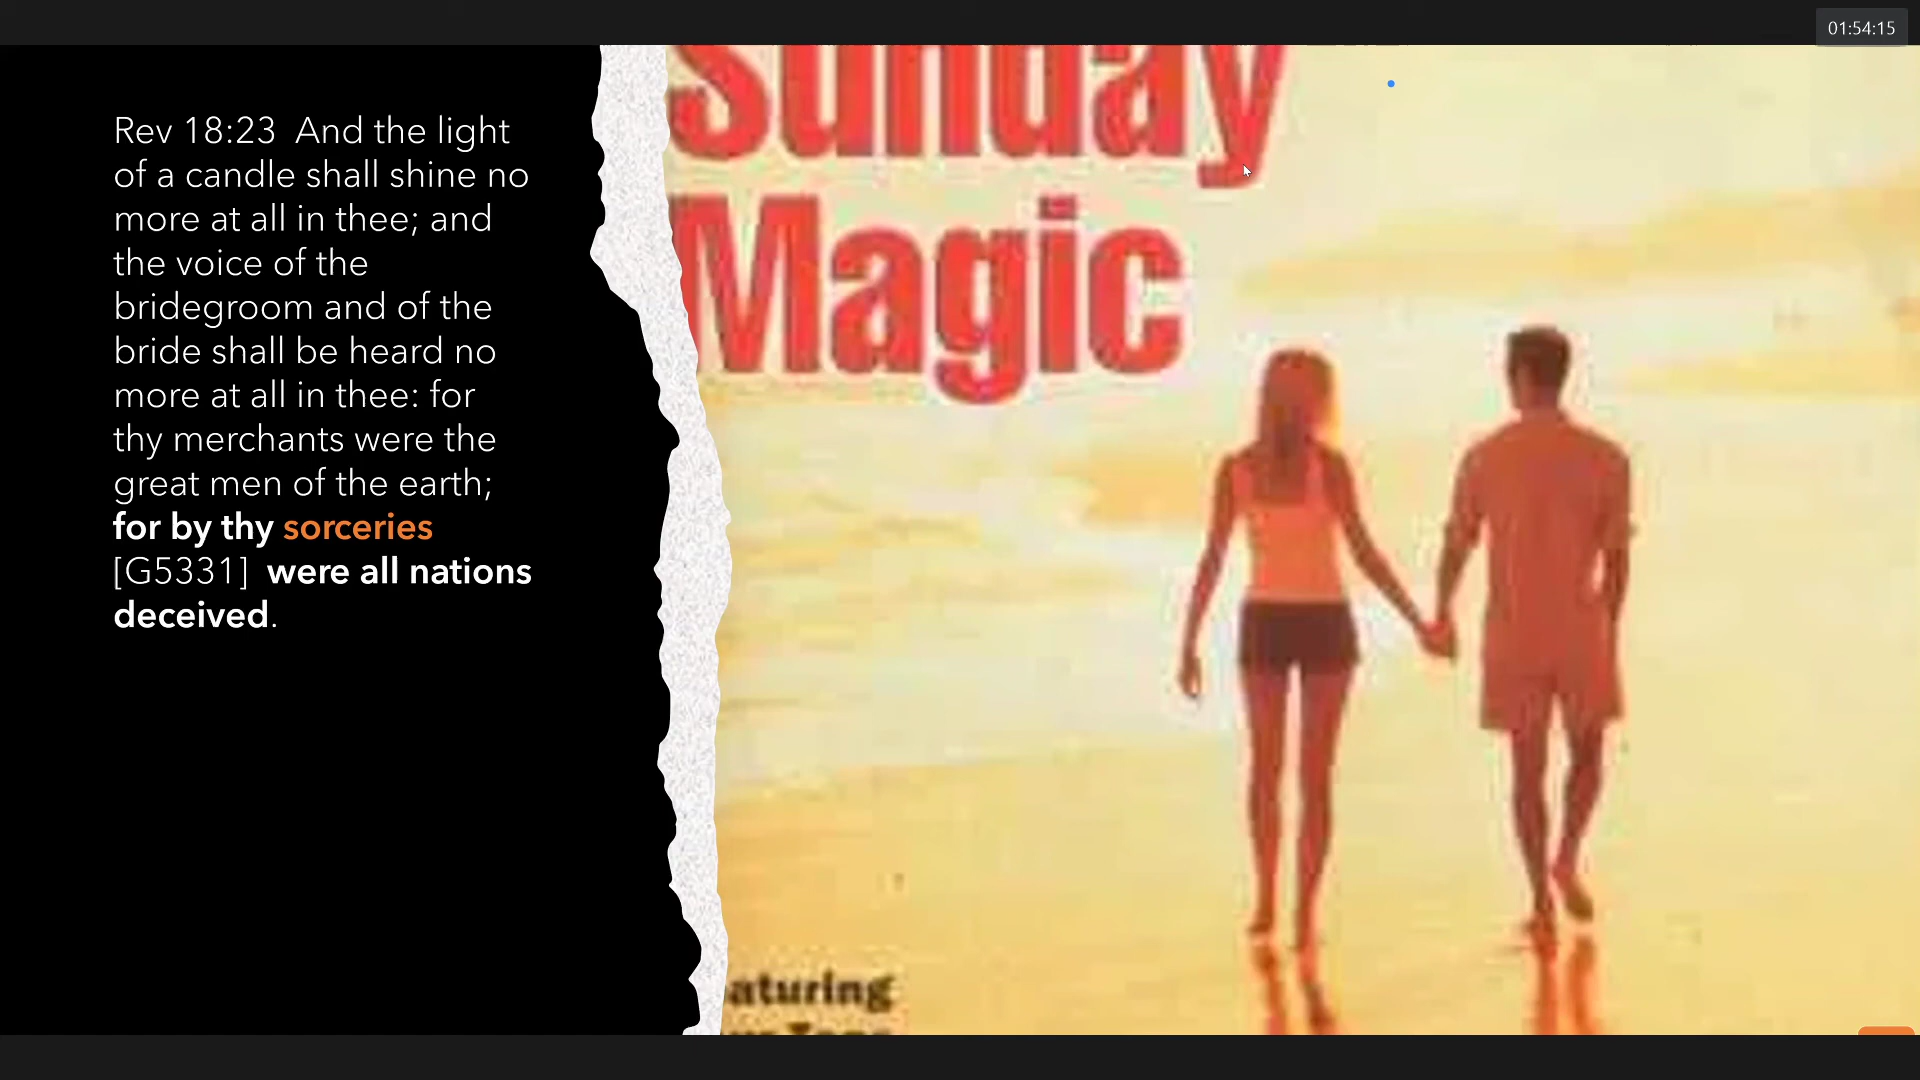 01:54:15
Rev 18:23 And the light
of a candle shall shine no
more at all in thee; and
the voice of the
bridegroom and of the
bride shall be heard no
more at all in thee: for
thy merchants were the
great men of the earth;
for by thy sorceries
[G5331] were all nations
deceived.
Sunday
Magic
aturing